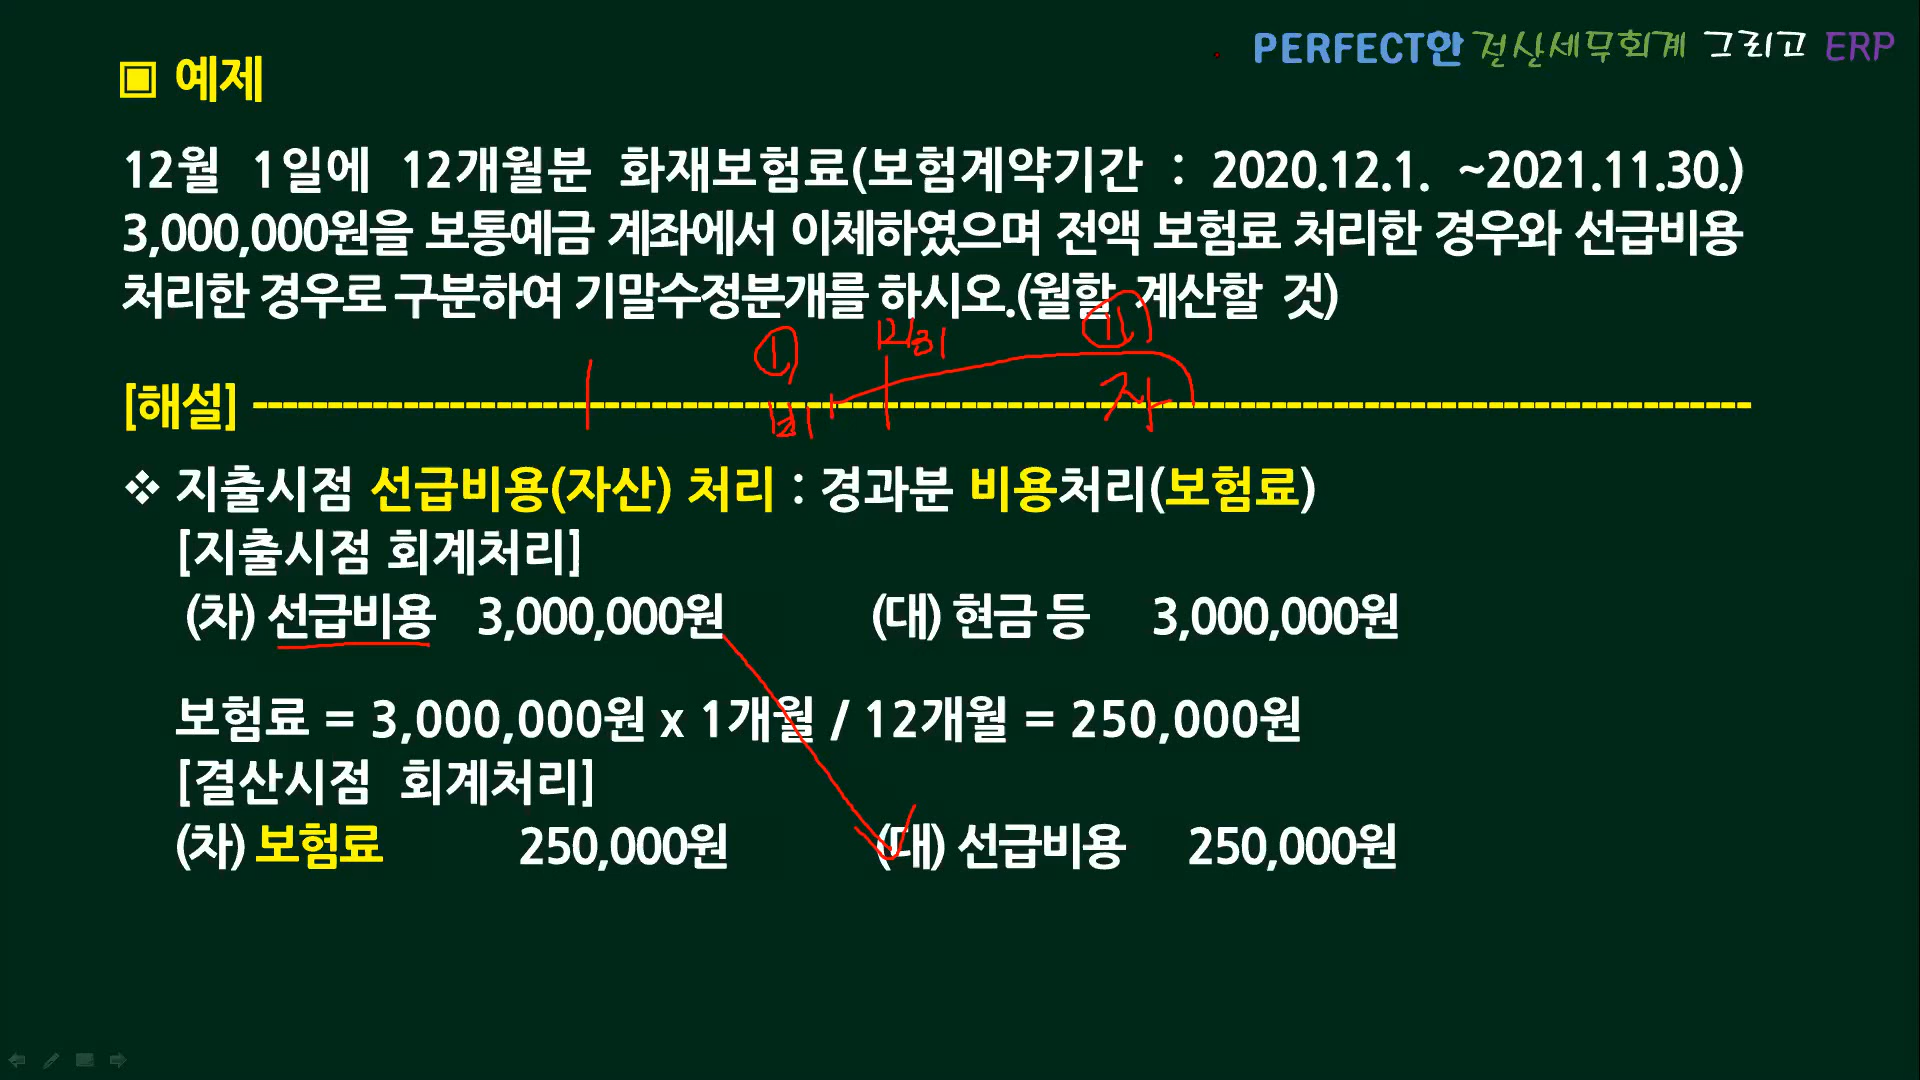 PERFECT한 전산세무회계 그리고 ERP
▣ 예제
12월 1일에 12개월분 화재보험료(보험계약기간 : 2020.12.1. ~2021.11.30.)
3,000,000원을 보통예금 계좌에서 이체하였으며 전액 보험료 처리한 경우와 선급비용
처리한 경우로 구분하여 기말수정분개를 하시오.(월할 계산할 것)
① 12/31 ⑪
[해설] ------------------------------------------------------------
비 자
❖ 지출시점 선급비용(자산) 처리 : 경과분 비용처리(보험료)
[지출시점 회계처리]
(차) 선급비용 3,000,000원 (대) 현금 등 3,000,000원
보험료 = 3,000,000원 x 1개월 / 12개월 = 250,000원
[결산시점 회계처리]
(차) 보험료 250,000원 (대) 선급비용 250,000원